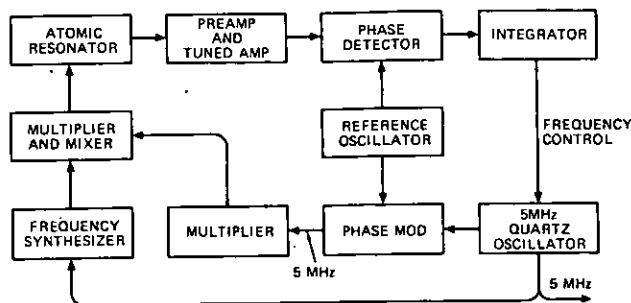 ATOMIC
RESONATOR
PREAMP
AND
TUNED AMP
PHASE
DETECTOR
INTEGRATOR
MULTIPLIER
AND MIXER
REFERENCE
OSCILLATOR
FREQUENCY
CONTROL
FREQUENCY
SYNTHESIZER
MULTIPLIER
PHASE MOD
5MHz
QUARTZ
OSCILLATOR
5 MHz
5 MHz